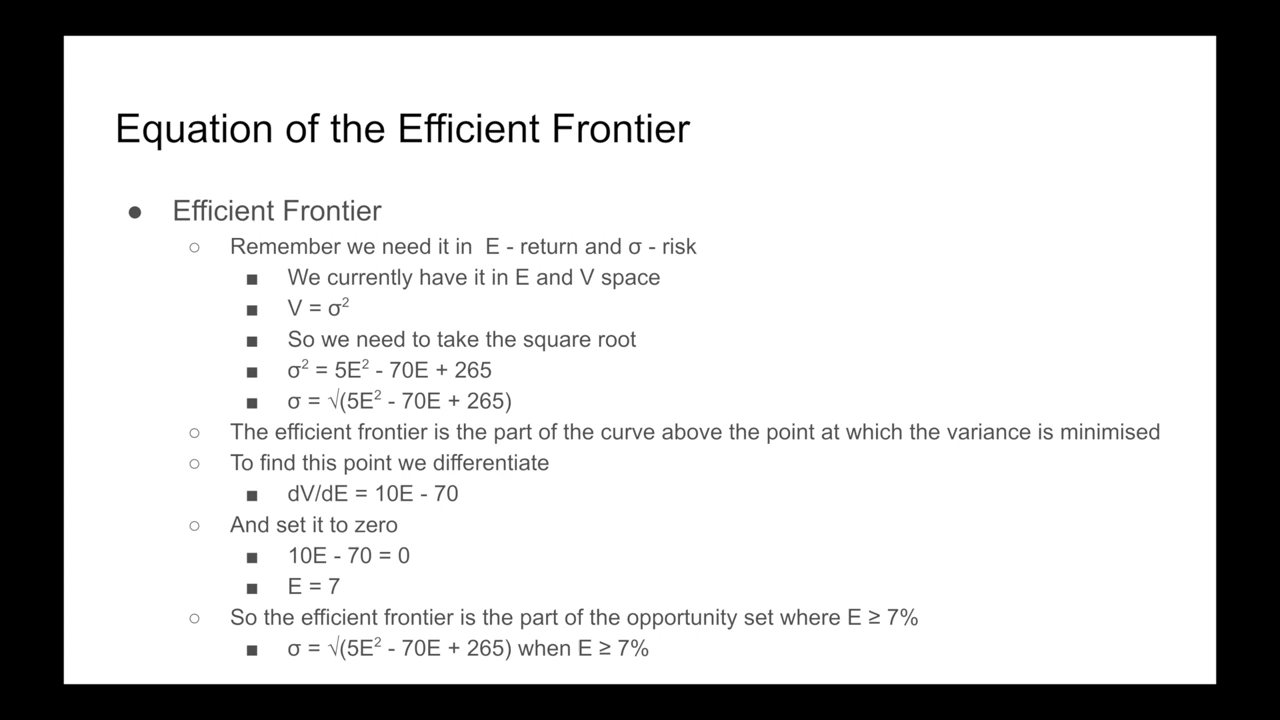 Equation of the Efficient Frontier
● Efficient Frontier
○ Remember we need it in  E - return and σ - risk
■ We currently have it in E and V space
■ V = σ²
■ So we need to take the square root
■ σ² = 5E² - 70E + 265
■ σ = √(5E² - 70E + 265)
○ The efficient frontier is the part of the curve above the point at which the variance is minimised
○ To find this point we differentiate
■ dV/dE = 10E - 70
○ And set it to zero
■ 10E - 70 = 0
■ E = 7
○ So the efficient frontier is the part of the opportunity set where E ≥ 7%
■ σ = √(5E² - 70E + 265) when E ≥ 7%